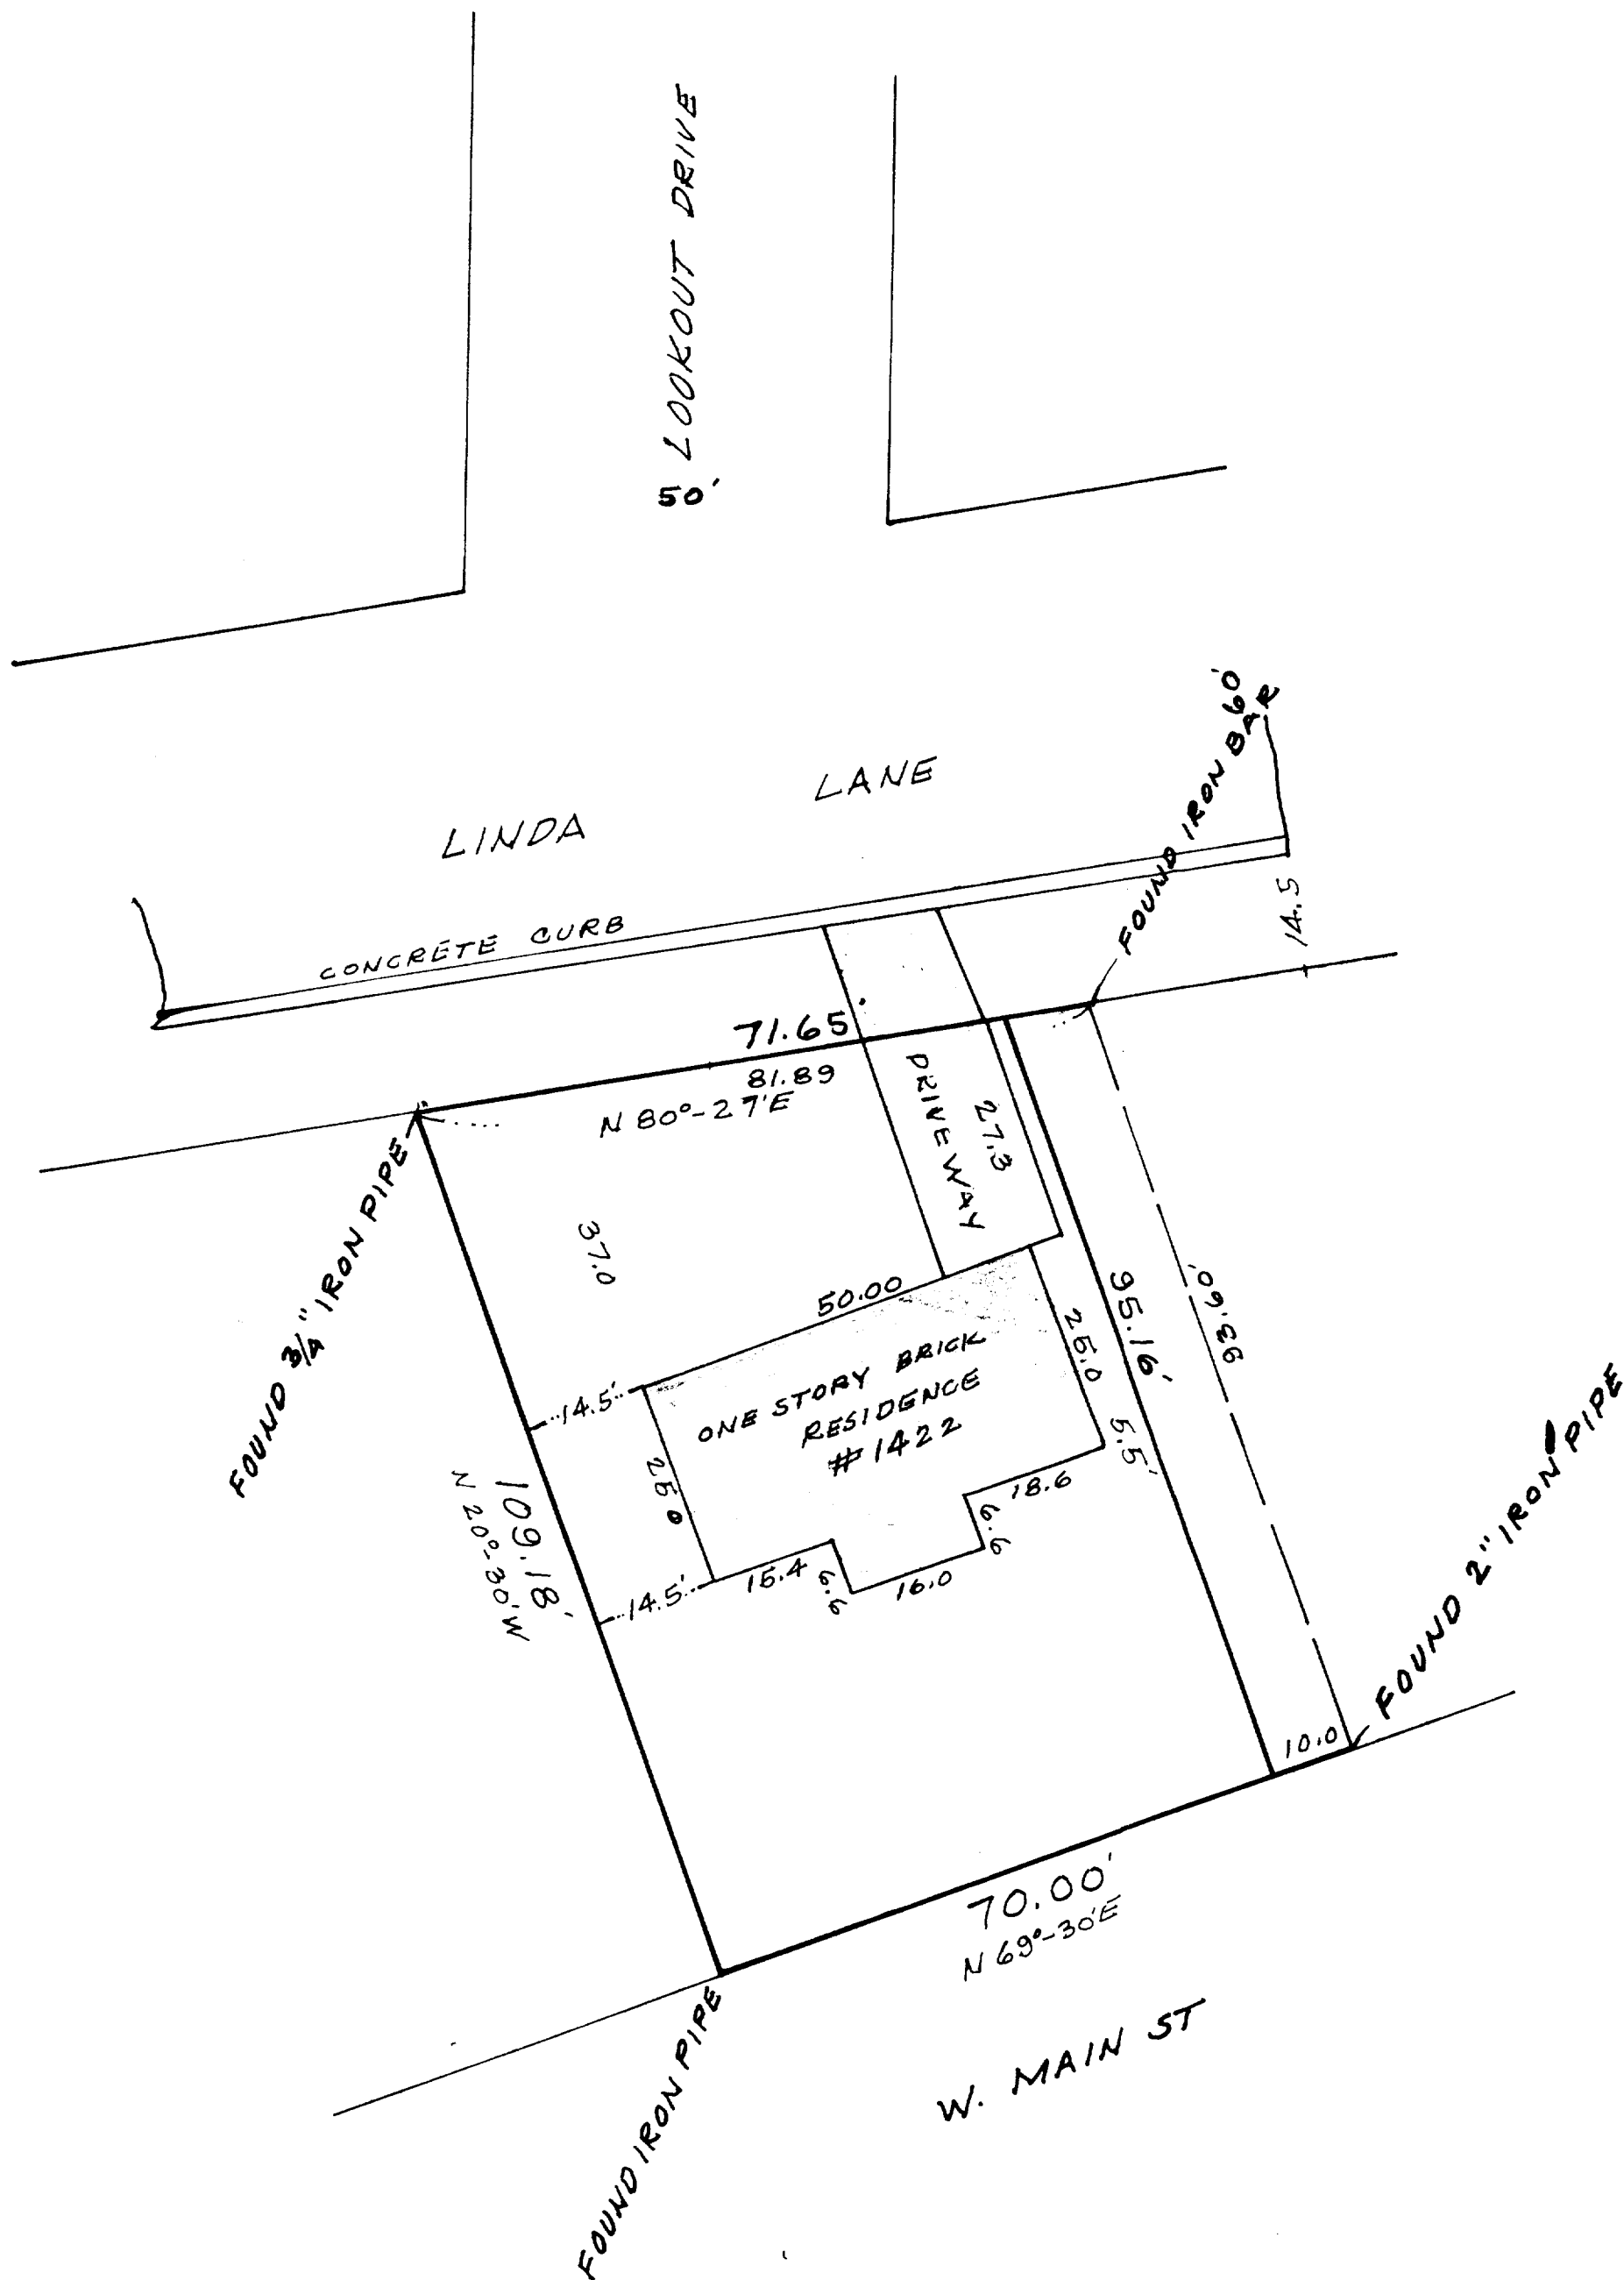 LOOKOUT DRIVE
50'
60'
FOUND IRON BAR
LINDA LANE
CONCRETE CURB
14.5
71.65'
81.89
N 80°-27'E
DRIVEWAY
27.3
FOUND 3/4" IRON PIPE
37.0
50.00
95.16'
93.60'
14.5'
25.0
ONE STORY BRICK
RESIDENCE
#1422
25.0
5.5'
109.18'
N 20°-30'W
14.5'
15.4
6.6
16.0
6.6
18.6
FOUND 2" IRON PIPE
10.0
70.00'
N 69°-30'E
FOUND IRON PIPE
W. MAIN ST